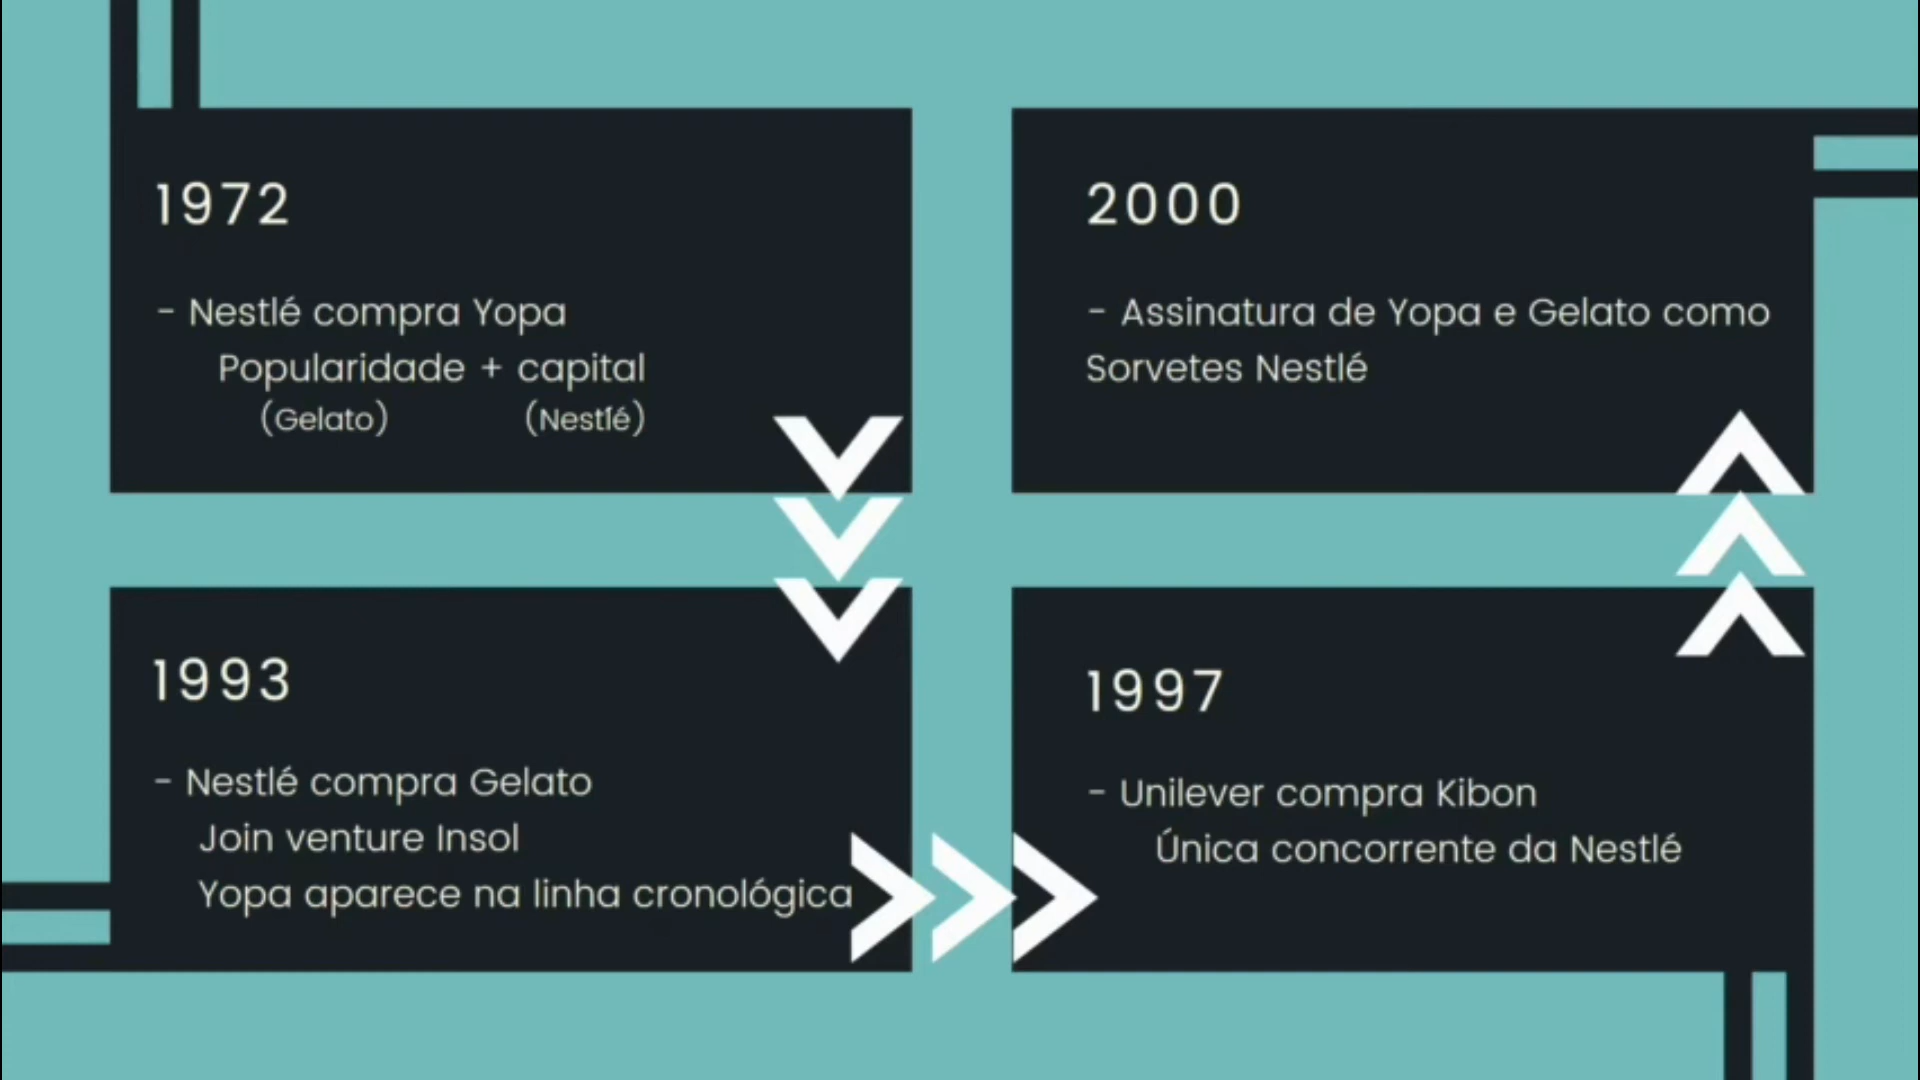 1972
- Nestlé compra Yopa
Popularidade + capital
(Gelato) (Nestlé)
1993
- Nestlé compra Gelato
Join venture Insol
Yopa aparece na linha cronológica
1997
- Unilever compra Kibon
Única concorrente da Nestlé
2000
- Assinatura de Yopa e Gelato como
Sorvetes Nestlé